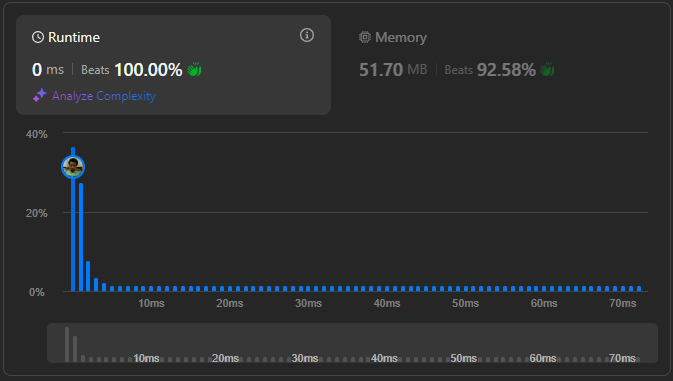 Runtime
0 ms | Beats 100.00%
Analyze Complexity
Memory
51.70 MB | Beats 92.58%
40%
20%
0%
10ms 20ms 30ms 40ms 50ms 60ms 70ms
10ms 20ms 30ms 40ms 50ms 60ms 70ms